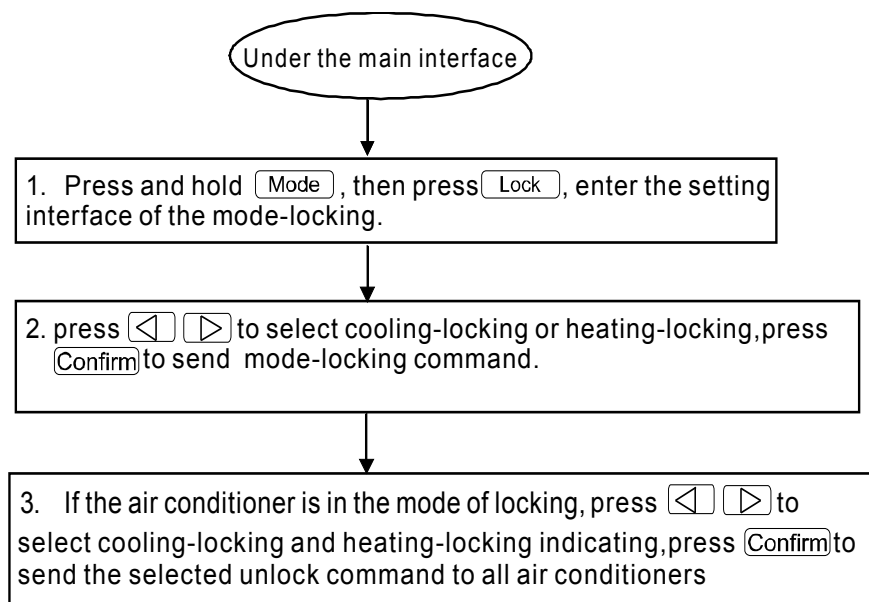 Under the main interface
1. Press and hold Mode , then press Lock , enter the setting
interface of the mode-locking.
2. press ◁ ▷ to select cooling-locking or heating-locking,press
Confirm to send mode-locking command.
3. If the air conditioner is in the mode of locking, press ◁ ▷ to
select cooling-locking and heating-locking indicating,press Confirm to
send the selected unlock command to all air conditioners